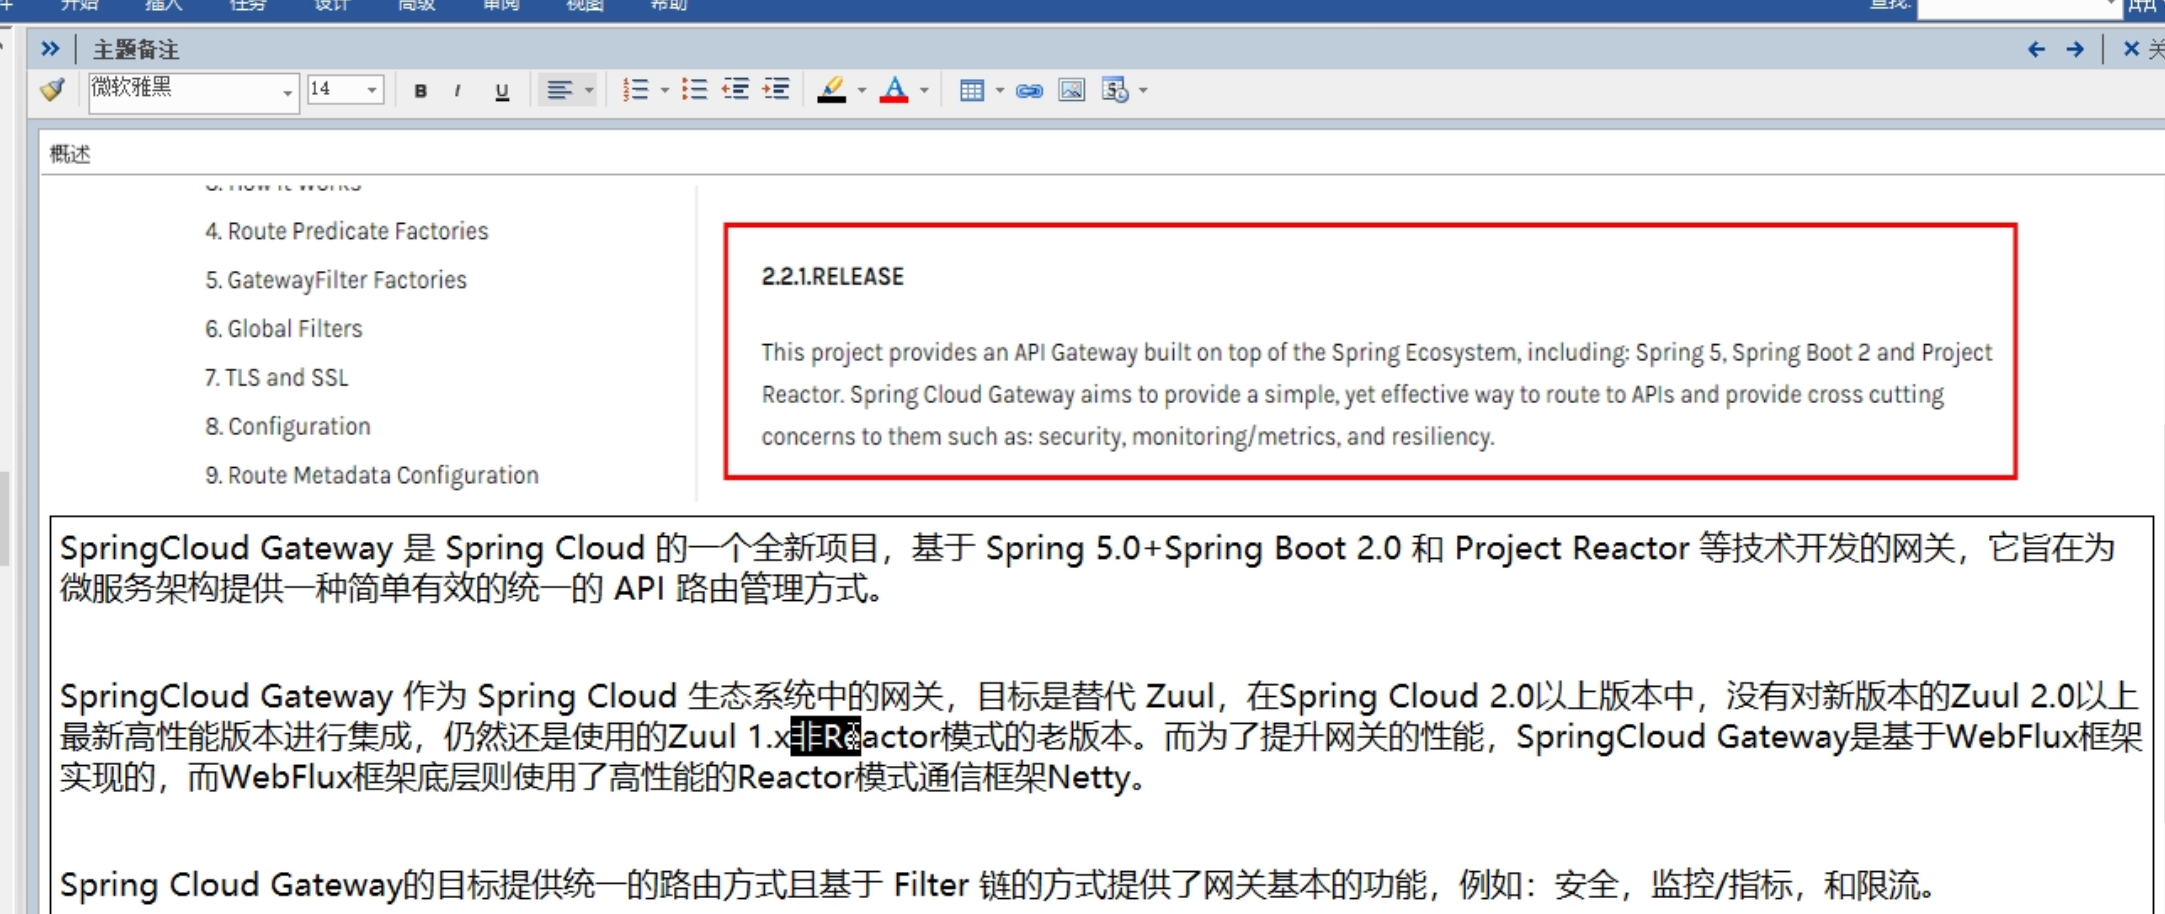 开始 插入 任务 设计 高级 审阅 视图 帮助 查找:
主题备注
微软雅黑 14 B I U A
概述
3. How it Works
4. Route Predicate Factories
5. GatewayFilter Factories
6. Global Filters
7. TLS and SSL
8. Configuration
9. Route Metadata Configuration
2.2.1.RELEASE
This project provides an API Gateway built on top of the Spring Ecosystem, including: Spring 5, Spring Boot 2 and Project
Reactor. Spring Cloud Gateway aims to provide a simple, yet effective way to route to APIs and provide cross cutting
concerns to them such as: security, monitoring/metrics, and resiliency.
SpringCloud Gateway 是 Spring Cloud 的一个全新项目，基于 Spring 5.0+Spring Boot 2.0 和 Project Reactor 等技术开发的网关，它旨在为
微服务架构提供一种简单有效的统一的 API 路由管理方式。
SpringCloud Gateway 作为 Spring Cloud 生态系统中的网关，目标是替代 Zuul，在Spring Cloud 2.0以上版本中，没有对新版本的Zuul 2.0以上
最新高性能版本进行集成，仍然还是使用的Zuul 1.x非Reactor模式的老版本。而为了提升网关的性能，SpringCloud Gateway是基于WebFlux框架
实现的，而WebFlux框架底层则使用了高性能的Reactor模式通信框架Netty。
Spring Cloud Gateway的目标提供统一的路由方式且基于 Filter 链的方式提供了网关基本的功能，例如：安全，监控/指标，和限流。